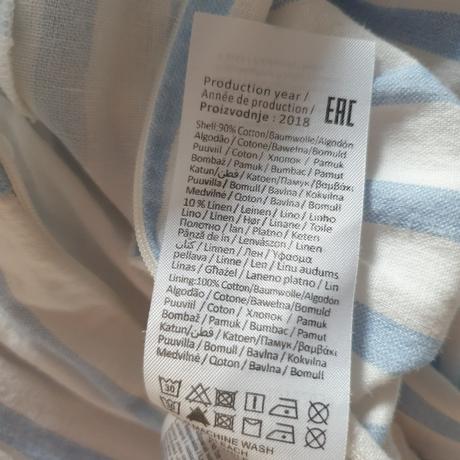 Production year /
Année de production /
Proizvodnje : 2018
EAC
Shell:90% Cotton/Baumwolle/Algodón
Algodão / Cotone/Bawełna/Bomuld
Puuvill / Coton / Хлопок / Pamuk
Bombaž / Pamuk / Bumbac / Pamut
Katun/قطن / Katoen/Памук /βαμβάκι
Puuvilla / Bomull / Bavlna / Kokvilna
Medvilnė / Qoton / Bavlna / Bomull
10 % Linen / Leinen / Lino / Linho
Lino / Linen / Hør / Linane / Toile
Полотно / lan / Platno / Keten
Pânză de in / Lenvászon / Linen
كتان / Linnen / Лен / Ύφασμα
pellava / Linne / Len / Linu audums
Linas / Għażel / Laneno platno / Lin
Lining:100% Cotton/Baumwolle/Algodón
Algodão / Cotone/Bawełna/Bomuld
Puuvill / Coton / Хлопок / Pamuk
Bombaž / Pamuk / Bumbac / Pamut
Katun/قطن / Katoen/Памук/βαμβάκι
Puuvilla / Bomull / Bavlna / Kokvilna
Medvilnė / Qoton / Bavlna / Bomull
30
MACHINE WASH